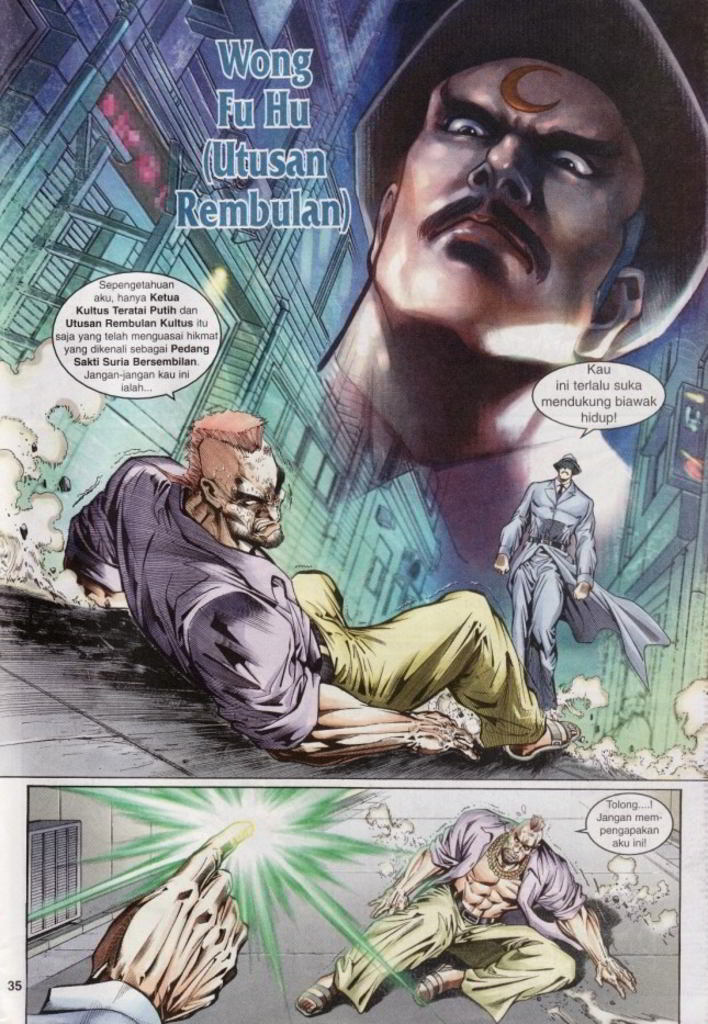 Wong
Fu Hu
(Utusan
Rembulan)
Sepengetahuan
aku, hanya Ketua
Kultus Teratai Putih dan
Utusan Rembulan Kultus itu
saja yang telah menguasai hikmat
yang dikenali sebagai Pedang
Sakti Suria Bersembilan.
Jangan-jangan kau ini
ialah...
Kau
ini terlalu suka
mendukung biawak
hidup!
Tolong....!
Jangan mem-
pengapakan
aku ini!
35